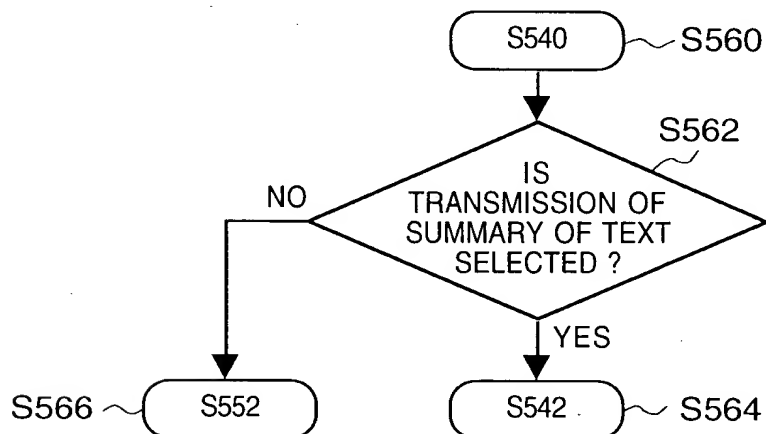 S540 S560
S562
IS
TRANSMISSION OF
SUMMARY OF TEXT
SELECTED ?
NO
YES
S566 S552 S542 S564